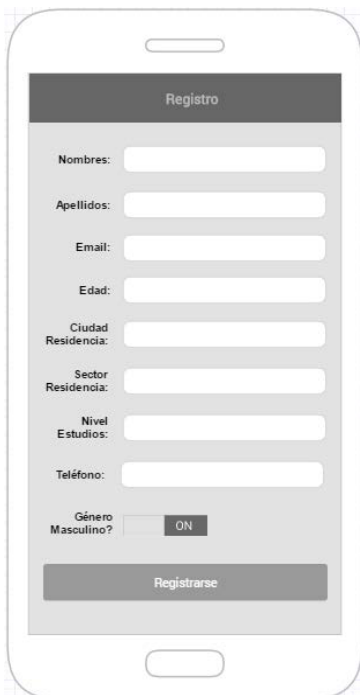 Registro
Nombres:
Apellidos:
Email:
Edad:
Ciudad
Residencia:
Sector
Residencia:
Nivel
Estudios:
Teléfono:
Género
Masculino?
ON
Registrarse